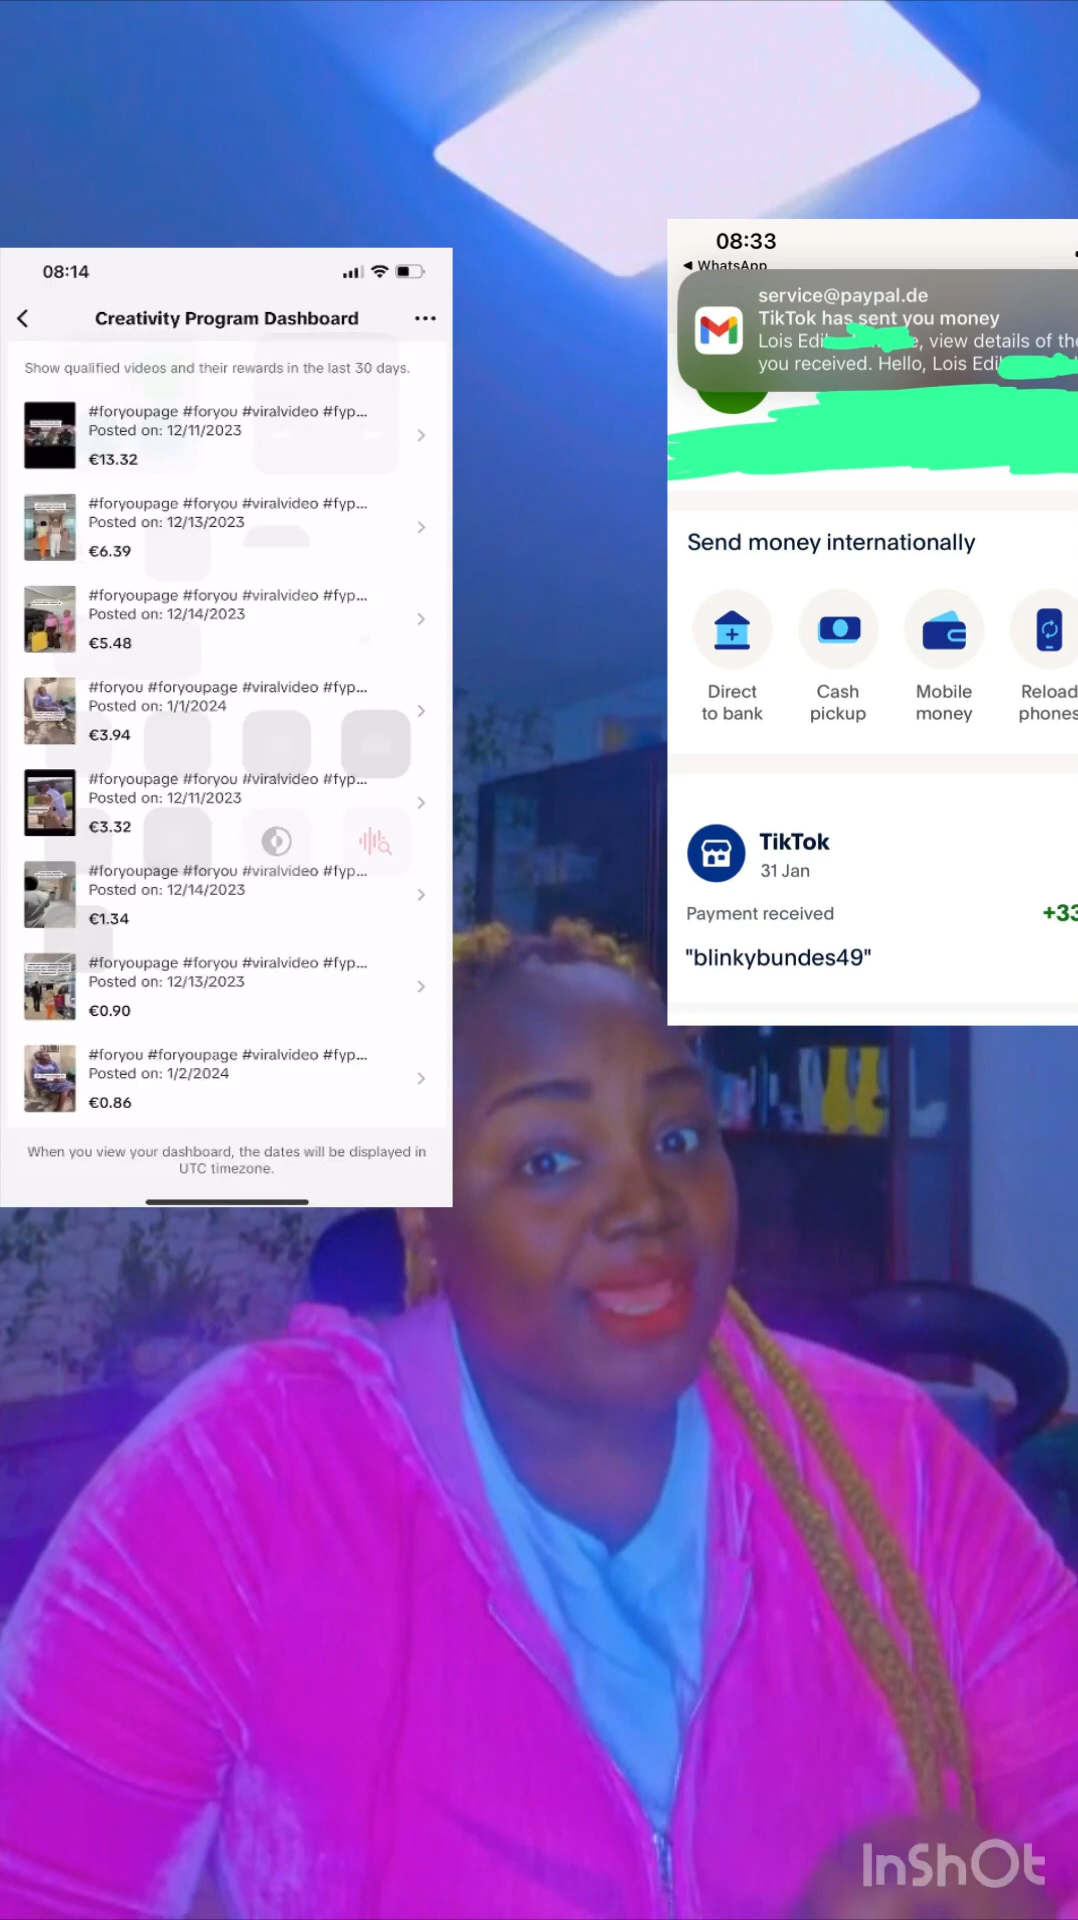 08:14
Creativity Program Dashboard
Show qualified videos and their rewards in the last 30 days.
#foryoupage #foryou #viralvideo #fyp...
Posted on: 12/11/2023
€13.32
#foryoupage #foryou #viralvideo #fyp...
Posted on: 12/13/2023
€6.39
#foryoupage #foryou #viralvideo #fyp...
Posted on: 12/14/2023
€5.48
#foryou #foryoupage #viralvideo #fyp...
Posted on: 1/1/2024
€3.94
#foryoupage #foryou #viralvideo #fyp...
Posted on: 12/11/2023
€3.32
#foryoupage #foryou #viralvideo #fyp...
Posted on: 12/14/2023
€1.34
#foryoupage #foryou #viralvideo #fyp...
Posted on: 12/13/2023
€0.90
#foryou #foryoupage #viralvideo #fyp...
Posted on: 1/2/2024
€0.86
When you view your dashboard, the dates will be displayed in
UTC timezone.
08:33
WhatsApp
service@paypal.de
TikTok has sent you money
Lois Edi , view details of the
you received. Hello, Lois Edi
Send money internationally
Direct
to bank
Cash
pickup
Mobile
money
Reload
phones
TikTok
31 Jan
Payment received
+33
"blinkybundes49"
InShOt